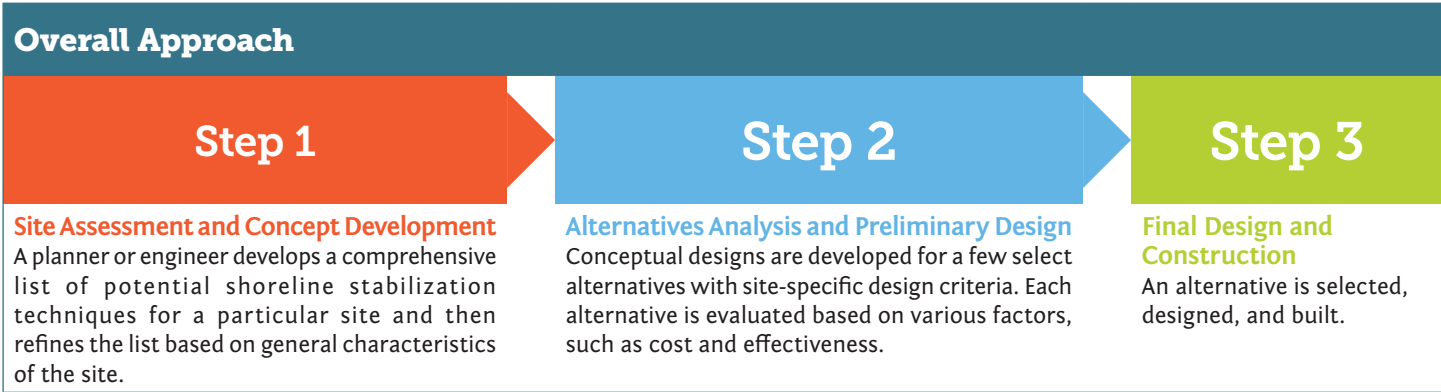 Overall Approach
Step 1
Step 2
Step 3
Site Assessment and Concept Development
A planner or engineer develops a comprehensive
list of potential shoreline stabilization
techniques for a particular site and then
refines the list based on general characteristics
of the site.
Alternatives Analysis and Preliminary Design
Conceptual designs are developed for a few select
alternatives with site-specific design criteria. Each
alternative is evaluated based on various factors,
such as cost and effectiveness.
Final Design and
Construction
An alternative is selected,
designed, and built.